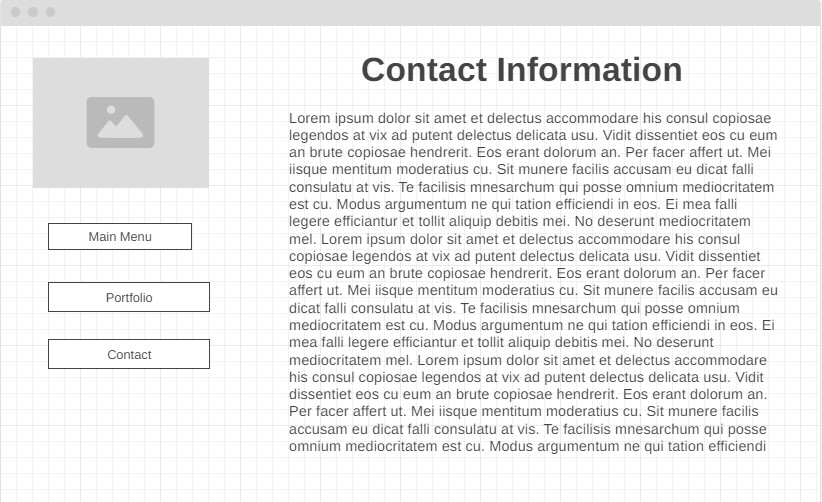 Contact Information
Main Menu
Portfolio
Contact
Lorem ipsum dolor sit amet et delectus accommodare his consul copiosae
legendos at vix ad putent delectus delicata usu. Vidit dissentiet eos cu eum
an brute copiosae hendrerit. Eos erant dolorum an. Per facer affert ut. Mei
iisque mentitum moderatius cu. Sit munere facilis accusam eu dicat falli
consulatu at vis. Te facilisis mnesarchum qui posse omnium mediocritatem
est cu. Modus argumentum ne qui tation efficiendi in eos. Ei mea falli
legere efficiantur et tollit aliquip debitis mei. No deserunt mediocritatem
mel. Lorem ipsum dolor sit amet et delectus accommodare his consul
copiosae legendos at vix ad putent delectus delicata usu. Vidit dissentiet
eos cu eum an brute copiosae hendrerit. Eos erant dolorum an. Per facer
affert ut. Mei iisque mentitum moderatius cu. Sit munere facilis accusam eu
dicat falli consulatu at vis. Te facilisis mnesarchum qui posse omnium
mediocritatem est cu. Modus argumentum ne qui tation efficiendi in eos. Ei
mea falli legere efficiantur et tollit aliquip debitis mei. No deserunt
mediocritatem mel. Lorem ipsum dolor sit amet et delectus accommodare
his consul copiosae legendos at vix ad putent delectus delicata usu. Vidit
dissentiet eos cu eum an brute copiosae hendrerit. Eos erant dolorum an.
Per facer affert ut. Mei iisque mentitum moderatius cu. Sit munere facilis
accusam eu dicat falli consulatu at vis. Te facilisis mnesarchum qui posse
omnium mediocritatem est cu. Modus argumentum ne qui tation efficiendi